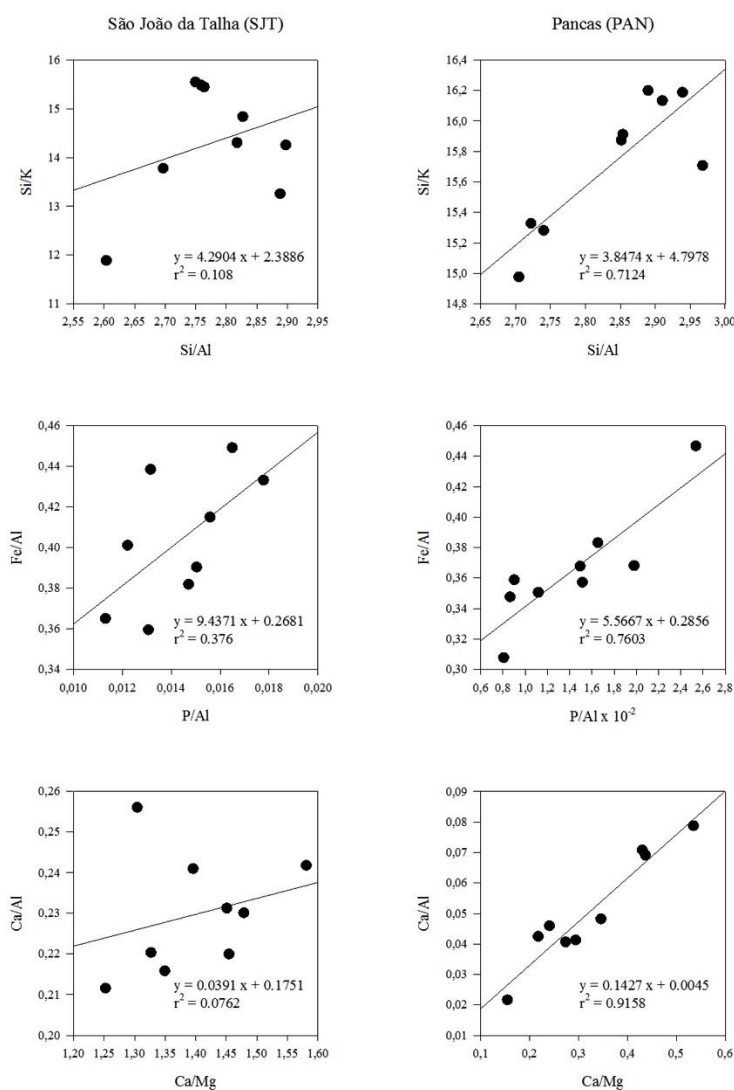 São João da Talha (SJT)
Pancas (PAN)
16
15
14
13
12
11
Si/K
y = 4.2904 x + 2.3886
r² = 0.108
2,55 2,60 2,65 2,70 2,75 2,80 2,85 2,90 2,95
Si/Al
16,4
16,0
15,6
15,2
14,8
Si/K
y = 3.8474 x + 4.7978
r² = 0.7124
2,65 2,70 2,75 2,80 2,85 2,90 2,95 3,00
Si/Al
0,46
0,44
0,42
0,40
0,38
0,36
0,34
Fe/Al
y = 9.4371 x + 0.2681
r² = 0.376
0,010 0,012 0,014 0,016 0,018 0,020
P/Al
0,46
0,44
0,42
0,40
0,38
0,36
0,34
0,32
0,30
Fe/Al
y = 5.5667 x + 0.2856
r² = 0.7603
0,6 0,8 1,0 1,2 1,4 1,6 1,8 2,0 2,2 2,4 2,6 2,8
P/Al x 10⁻²
0,26
0,25
0,24
0,23
0,22
0,21
0,20
Ca/Al
y = 0.0391 x + 0.1751
r² = 0.0762
1,20 1,25 1,30 1,35 1,40 1,45 1,50 1,55 1,60
Ca/Mg
0,09
0,08
0,07
0,06
0,05
0,04
0,03
0,02
0,01
Ca/Al
y = 0.1427 x + 0.0045
r² = 0.9158
0,1 0,2 0,3 0,4 0,5 0,6
Ca/Mg